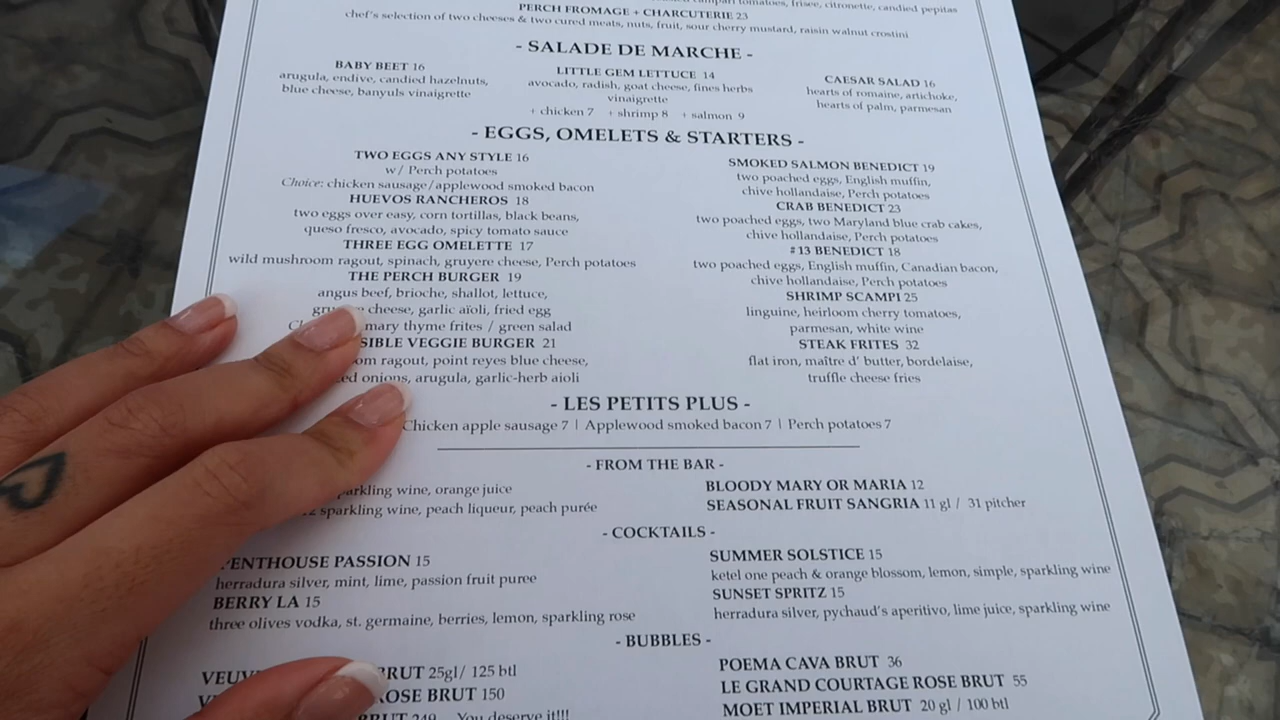 tomatoes, frisee, citronette, candied pepitas
PERCH FROMAGE + CHARCUTERIE 23
chef's selection of two cheeses & two cured meats, nuts, fruit, sour cherry mustard, raisin walnut crostini
- SALADE DE MARCHE -
BABY BEET 16
arugula, endive, candied hazelnuts,
blue cheese, banyuls vinaigrette
LITTLE GEM LETTUCE 14
avocado, radish, goat cheese, fines herbs
vinaigrette
CAESAR SALAD 16
hearts of romaine, artichoke,
hearts of palm, parmesan
+ chicken 7 + shrimp 8 + salmon 9
- EGGS, OMELETS & STARTERS -
TWO EGGS ANY STYLE 16
w/ Perch potatoes
Choice: chicken sausage/applewood smoked bacon
HUEVOS RANCHEROS 18
two eggs over easy, corn tortillas, black beans,
queso fresco, avocado, spicy tomato sauce
THREE EGG OMELETTE 17
wild mushroom ragout, spinach, gruyere cheese, Perch potatoes
THE PERCH BURGER 19
angus beef, brioche, shallot, lettuce,
cheese, garlic aïoli, fried egg
mary thyme frites / green salad
SIBLE VEGGIE BURGER 21
om ragout, point reyes blue cheese,
ed onions, arugula, garlic-herb aioli
SMOKED SALMON BENEDICT 19
two poached eggs, English muffin,
chive hollandaise, Perch potatoes
CRAB BENEDICT 23
two poached eggs, two Maryland blue crab cakes,
chive hollandaise, Perch potatoes
#13 BENEDICT 18
two poached eggs, English muffin, Canadian bacon,
chive hollandaise, Perch potatoes
SHRIMP SCAMPI 25
linguine, heirloom cherry tomatoes,
parmesan, white wine
STEAK FRITES 32
flat iron, maître d' butter, bordelaise,
truffle cheese fries
- LES PETITS PLUS -
Chicken apple sausage 7 | Applewood smoked bacon 7 | Perch potatoes 7
- FROM THE BAR -
sparkling wine, orange juice
sparkling wine, peach liqueur, peach purée
BLOODY MARY OR MARIA 12
SEASONAL FRUIT SANGRIA 11 gl / 31 pitcher
- COCKTAILS -
PENTHOUSE PASSION 15
herradura silver, mint, lime, passion fruit puree
BERRY LA 15
three olives vodka, st. germaine, berries, lemon, sparkling rose
SUMMER SOLSTICE 15
ketel one peach & orange blossom, lemon, simple, sparkling wine
SUNSET SPRITZ 15
herradura silver, pychaud's aperitivo, lime juice, sparkling wine
- BUBBLES -
BRUT 25gl/ 125 btl
ROSE BRUT 150
BRUT 249 You deserve it!!!
POEMA CAVA BRUT 36
LE GRAND COURTAGE ROSE BRUT 55
MOET IMPERIAL BRUT 20 gl / 100 btl